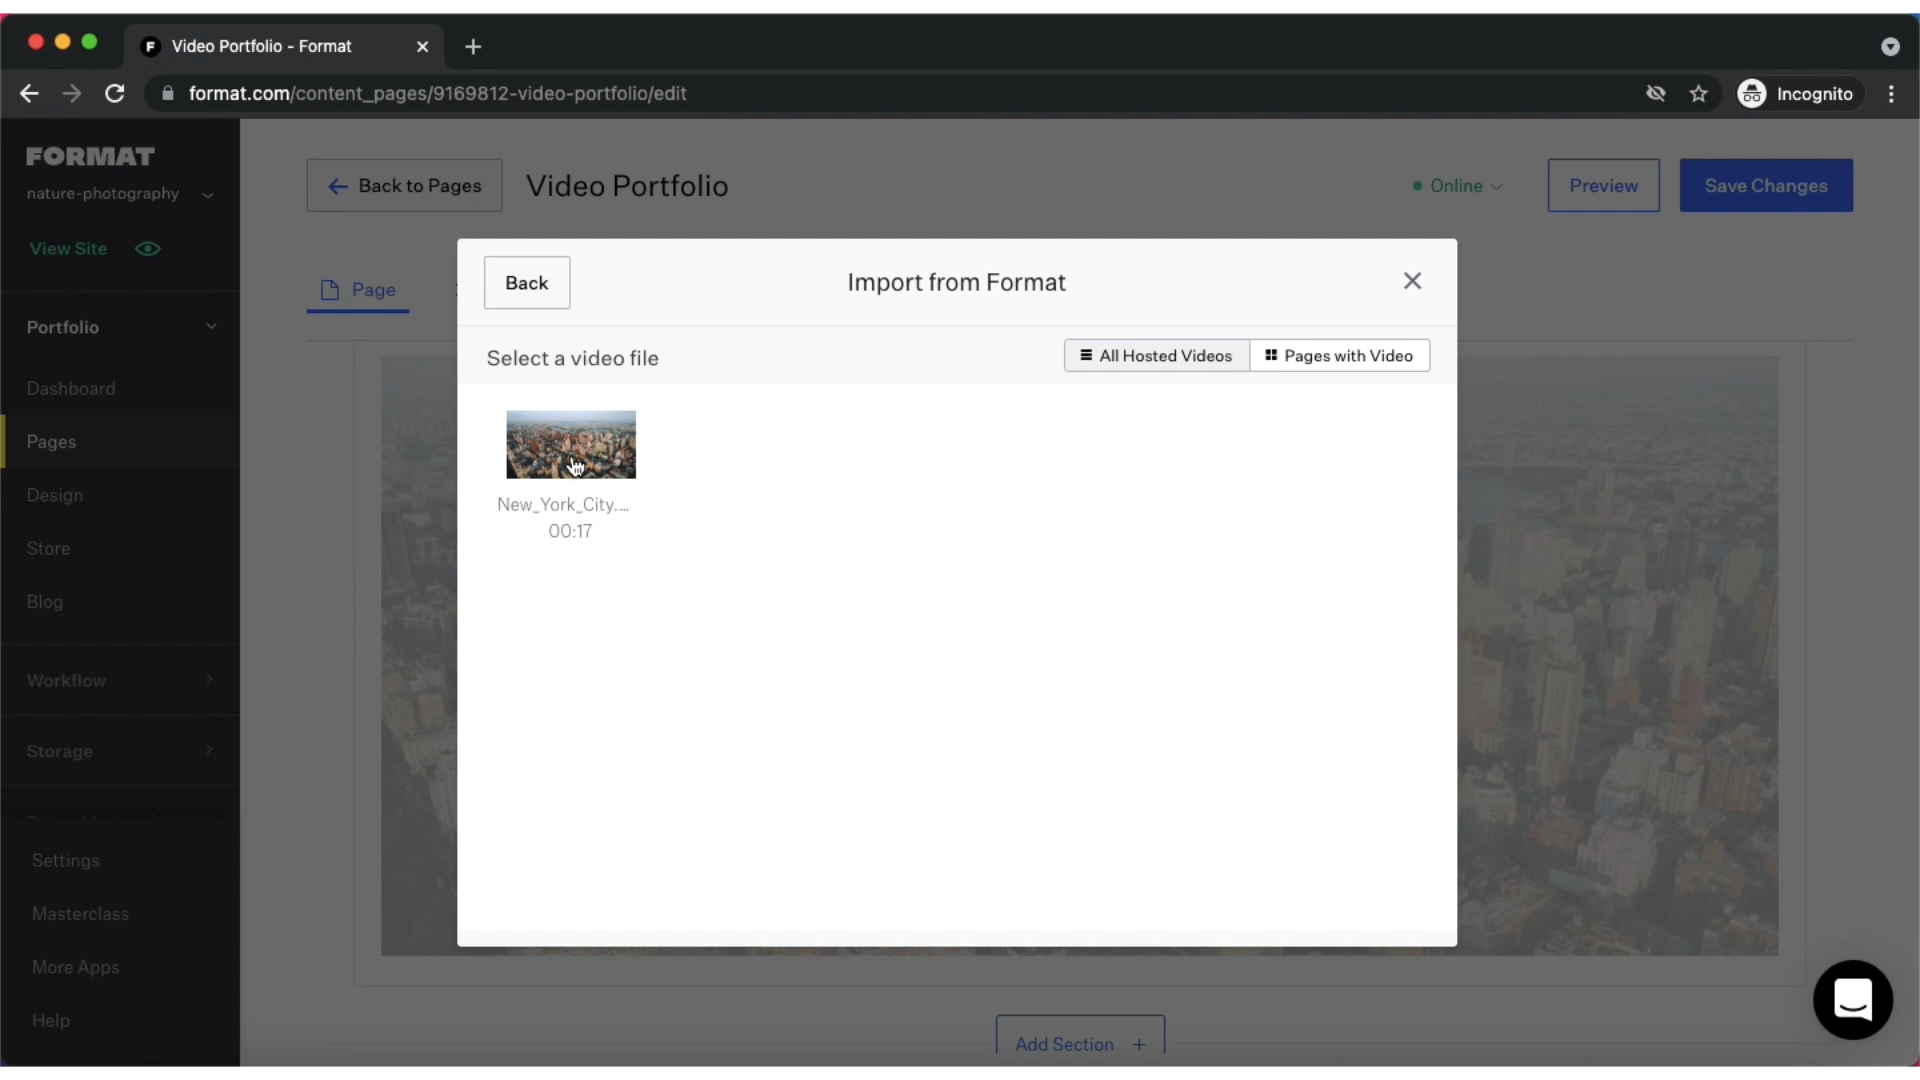 Video Portfolio - Format
format.com/content_pages/9169812-video-portfolio/edit
Incognito
FORMAT
nature-photography
View Site
Portfolio
Dashboard
Pages
Design
Store
Blog
Workflow
Storage
Settings
Masterclass
More Apps
Help
Back to Pages
Video Portfolio
Online
Preview
Save Changes
Page
Back
Import from Format
Select a video file
All Hosted Videos
Pages with Video
New_York_City....
00:17
Add Section +